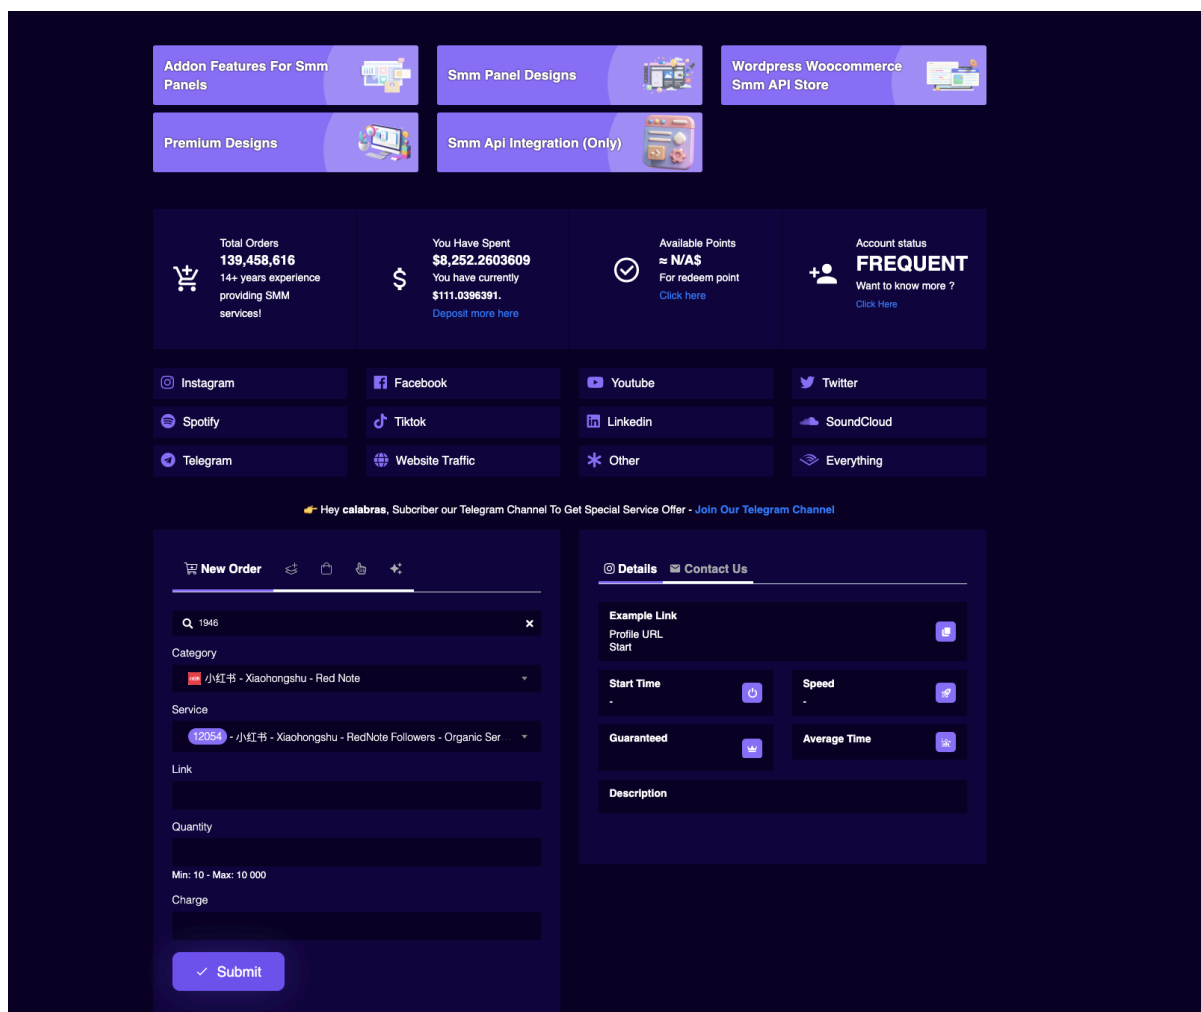 Addon Features For Smm
Panels
Smm Panel Designs
Wordpress Woocommerce
Smm API Store
Premium Designs
Smm Api Integration (Only)
Total Orders
139,458,616
14+ years experience
providing SMM
services!
You Have Spent
$8,252.2603609
You have currently
$111.0396391.
Deposit more here
Available Points
≈ N/A$
For redeem point
Click here
Account status
FREQUENT
Want to know more ?
Click Here
Instagram
Facebook
Youtube
Twitter
Spotify
Tiktok
Linkedin
SoundCloud
Telegram
Website Traffic
Other
Everything
👉 Hey calabras, Subcriber our Telegram Channel To Get Special Service Offer - Join Our Telegram Channel
New Order
1946
Category
小红书 - Xiaohongshu - Red Note
Service
12054 - 小红书 - Xiaohongshu - RedNote Followers - Organic Ser
Link
Quantity
Min: 10 - Max: 10 000
Charge
Submit
Details
Contact Us
Example Link
Profile URL
Start
Start Time
-
Speed
-
Guaranteed
Average Time
Description